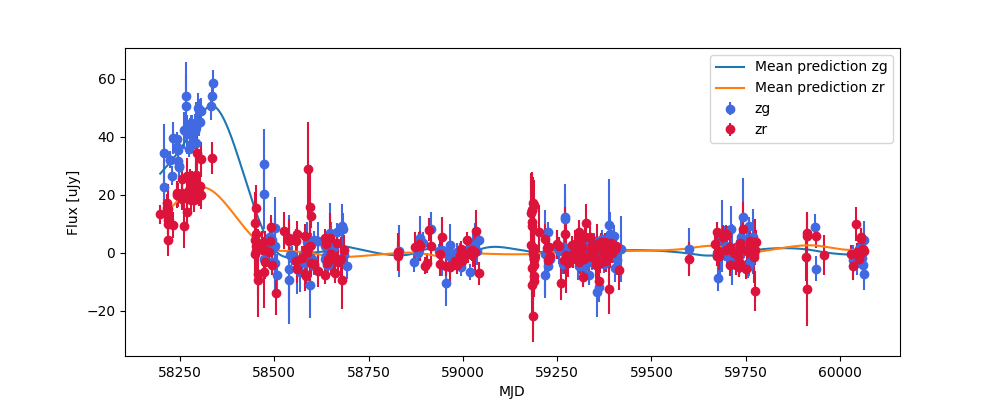 Flux [uJy]
60
40
20
0
−20
58250 58500 58750 59000 59250 59500 59750 60000
MJD
Mean prediction zg
Mean prediction zr
zg
zr